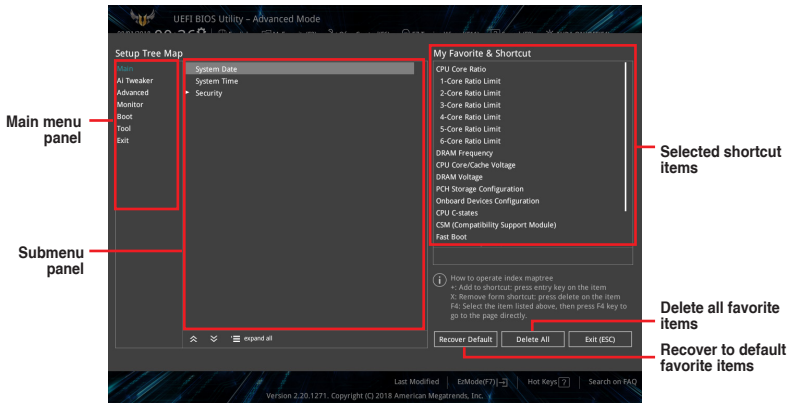 UEFI BIOS Utility – Advanced Mode
Setup Tree Map
My Favorite & Shortcut
Main
Ai Tweaker
Advanced
Monitor
Boot
Tool
Exit
System Date
System Time
Security
CPU Core Ratio
1-Core Ratio Limit
2-Core Ratio Limit
3-Core Ratio Limit
4-Core Ratio Limit
5-Core Ratio Limit
6-Core Ratio Limit
DRAM Frequency
CPU Core/Cache Voltage
DRAM Voltage
PCH Storage Configuration
Onboard Devices Configuration
CPU C-states
CSM (Compatibility Support Module)
Fast Boot
Main menu
panel
Submenu
panel
Selected shortcut
items
How to operate index maptree
+: Add to shortcut: press entry key on the item
X: Remove form shortcut: press delete on the item
F4: Select the item listed above, then press F4 key to
go to the page directly.
Delete all favorite
items
Recover to default
favorite items
expand all
Recover Default
Delete All
Exit (ESC)
Last Modified
EzMode(F7)
Hot Keys ?
Search on FAQ
Version 2.20.1271. Copyright (C) 2018 American Megatrends, Inc.